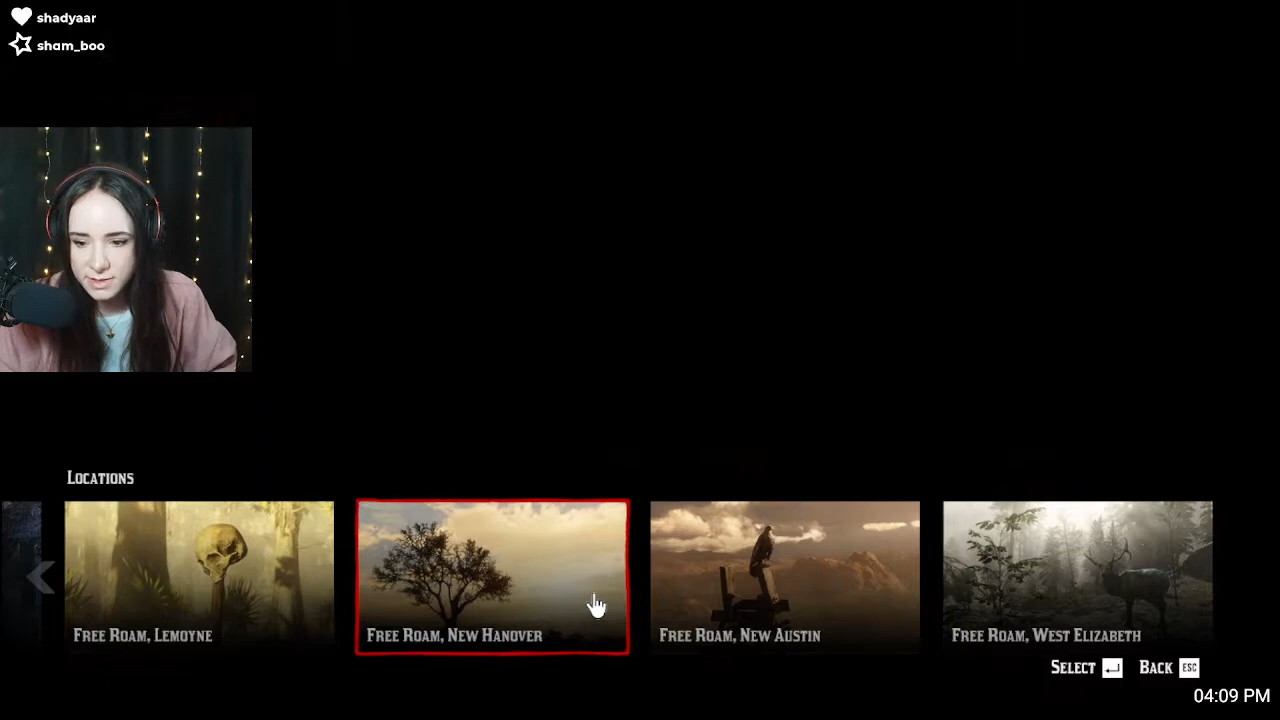 shadyaar
sham_boo
Locations
Free Roam, Lemoyne
Free Roam, New Hanover
Free Roam, New Austin
Free Roam, West Elizabeth
Select Back ESC
04:09 PM